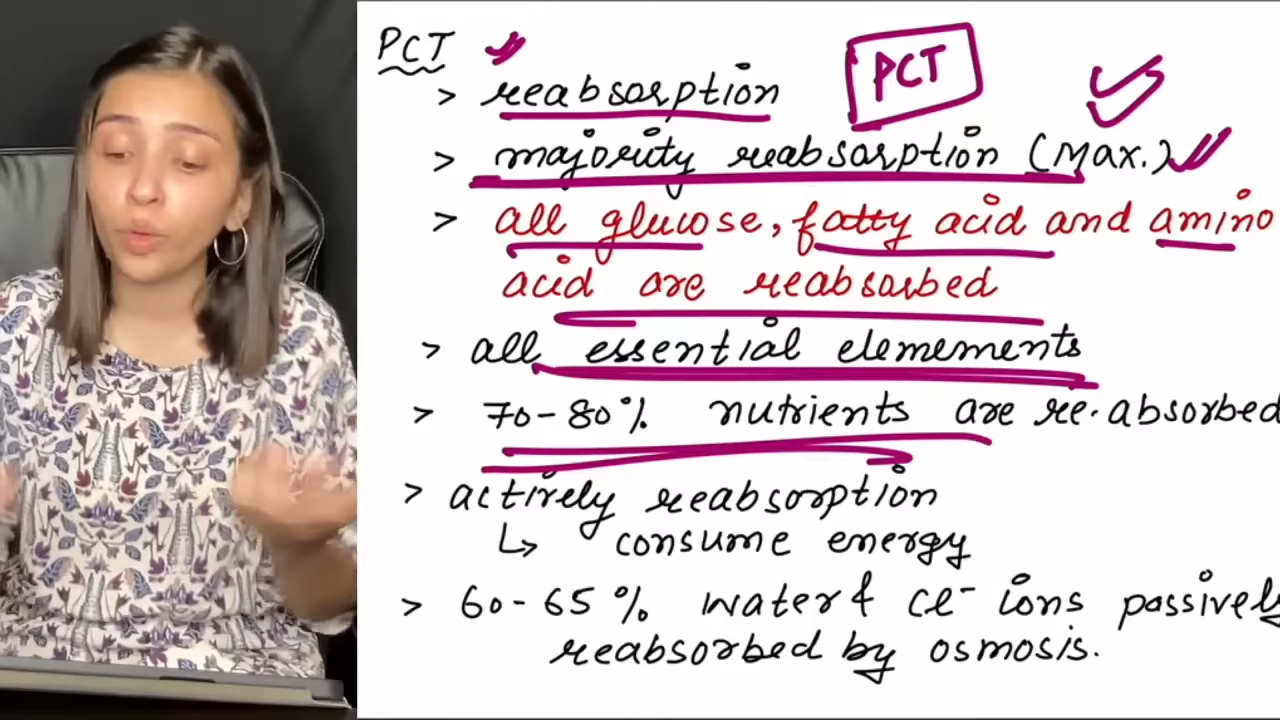 PCT
PCT
> reabsorption
> majority reabsorption (Max.)
> all glucose, fatty acid and amino
acid are reabsorbed
> all essential elemements
> 70-80% nutrients are re.absorbed
> actively reabsorption
↳ consume energy
> 60-65% water & Cl⁻ ions passively
reabsorbed by osmosis.